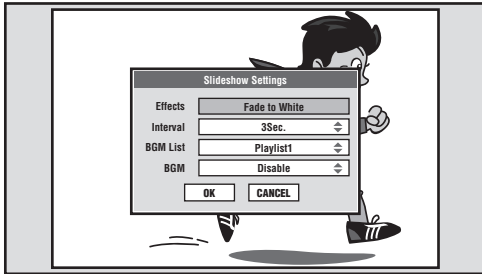 Slideshow Settings
Effects Fade to White
Interval 3Sec.
BGM List Playlist1
BGM Disable
OK CANCEL